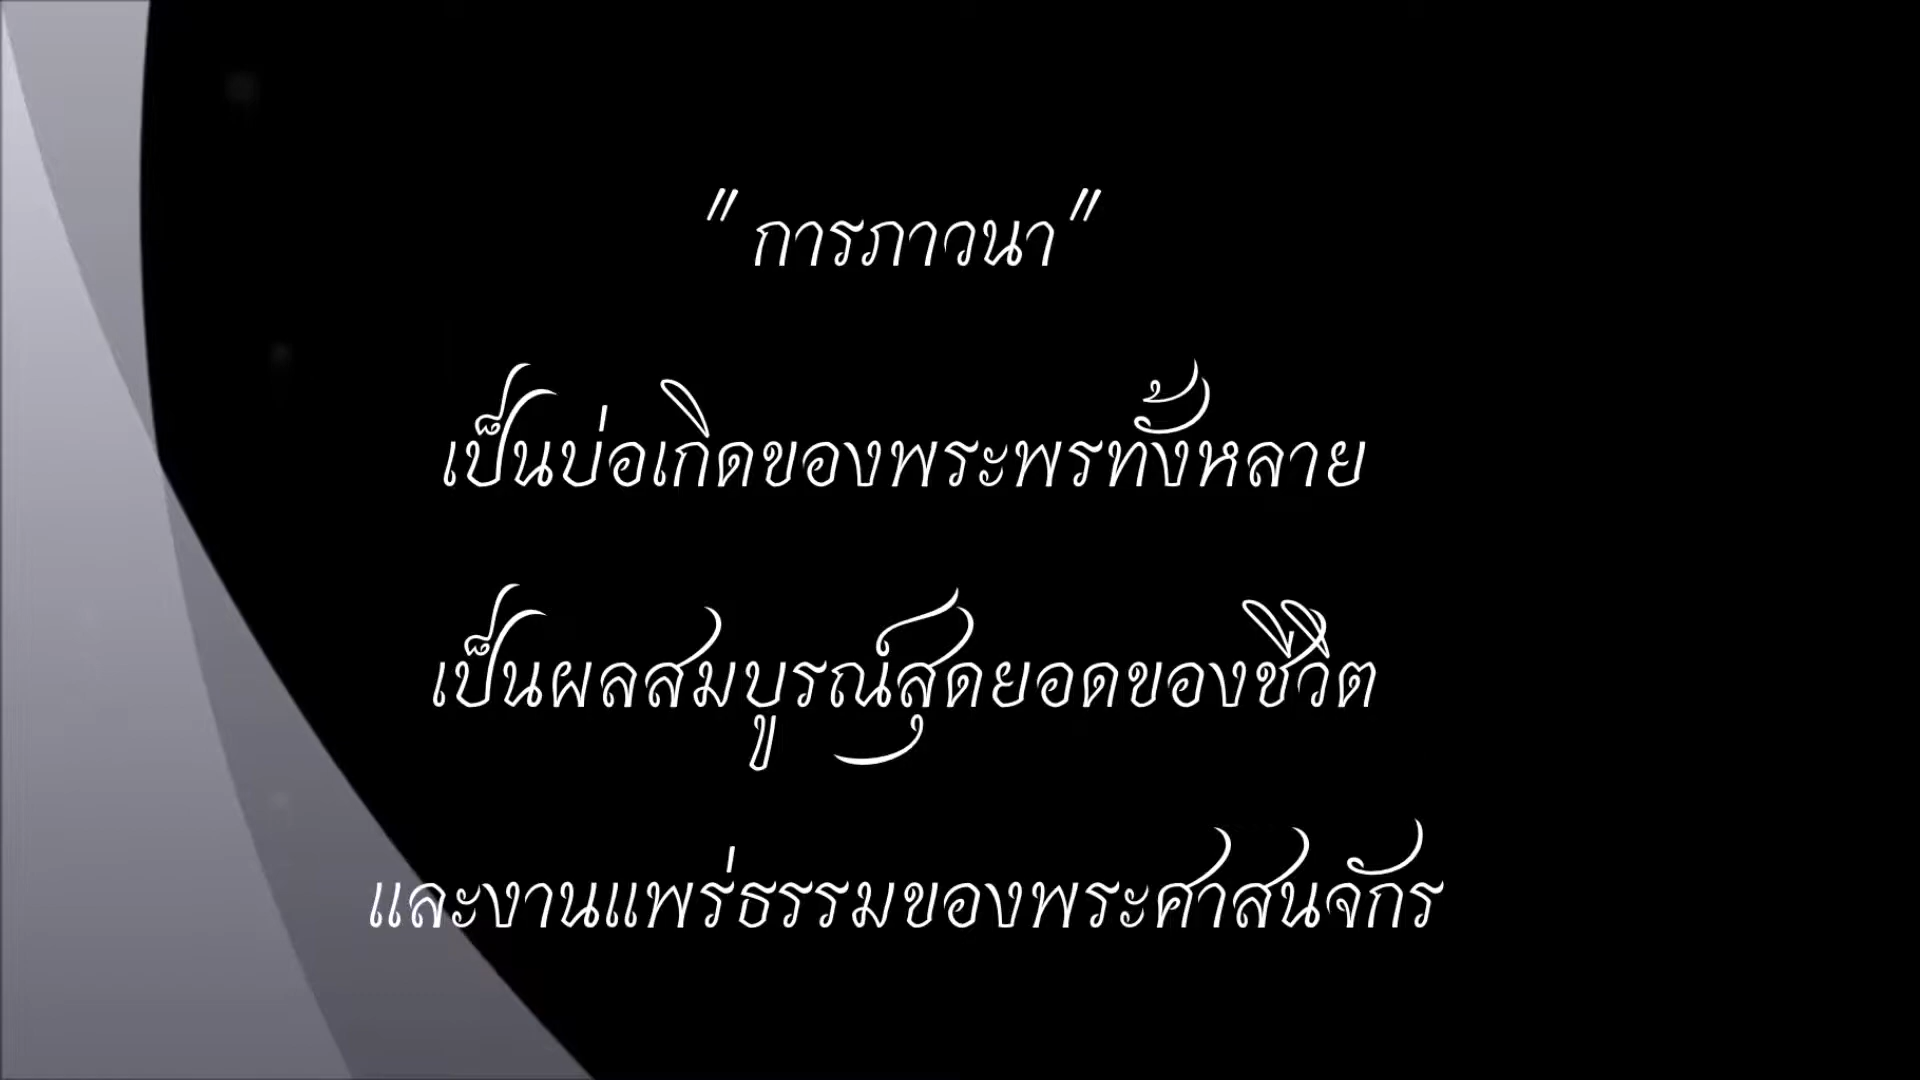 "การภาวนา"
เป็นบ่อเกิดของพระพรทั้งหลาย
เป็นผลสมบูรณ์สุดยอดของชีวิต
และงานแพร่ธรรมของพระศาสนจักร